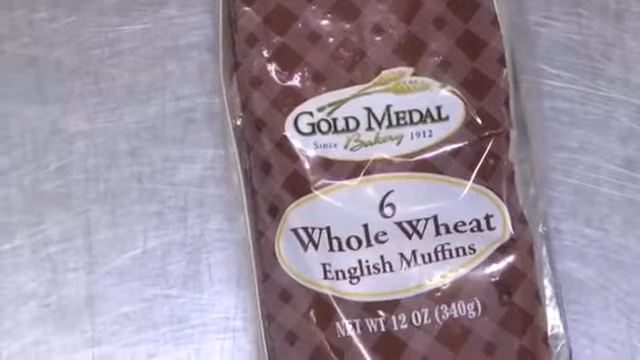 GOLD MEDAL
Since Bakery 1912
6
Whole Wheat
English Muffins
NET WT 12 OZ (340g)